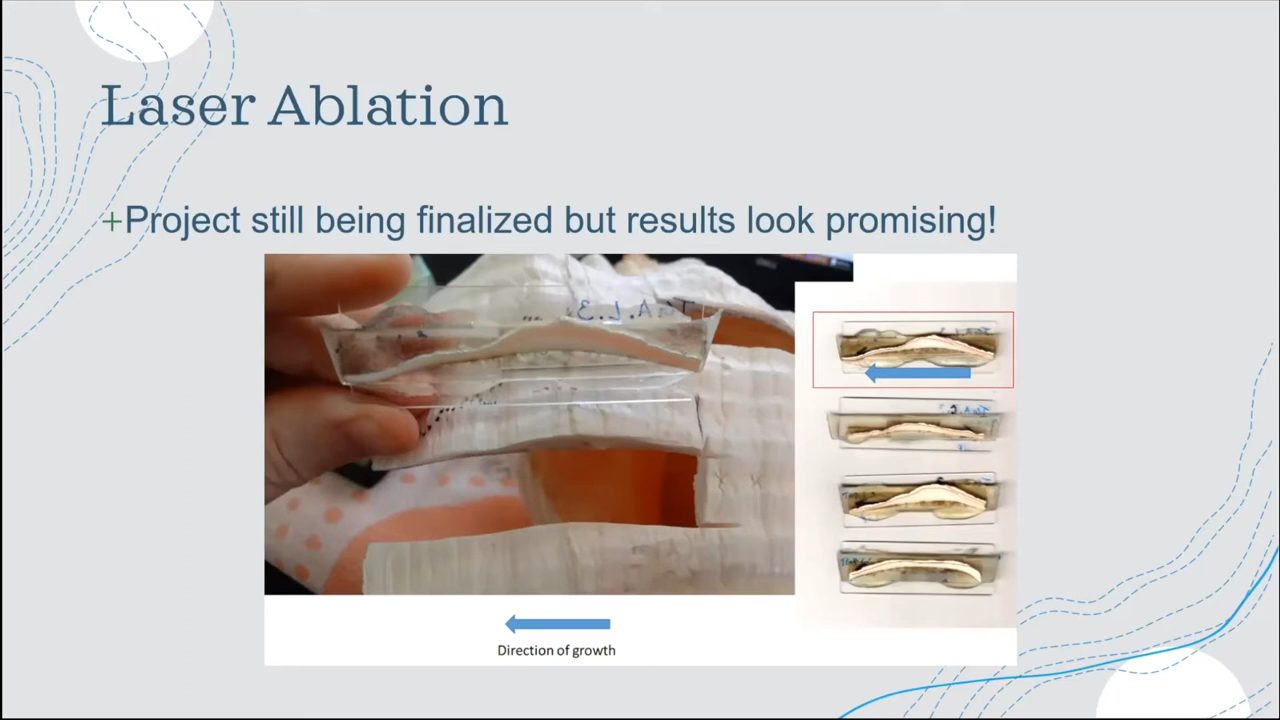 Laser Ablation
+Project still being finalized but results look promising!
Direction of growth